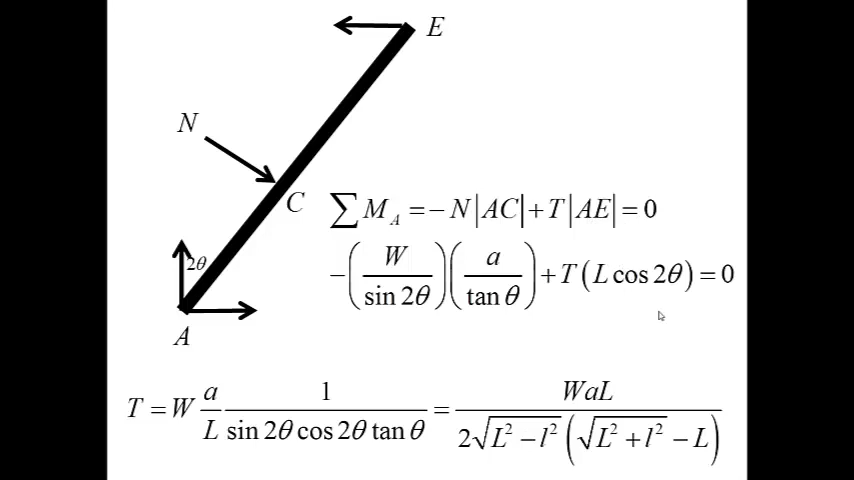 E
N
C
∑ M_A = −N|AC| + T|AE| = 0
2θ
−(W / sin 2θ)(a / tan θ) + T(L cos 2θ) = 0
A
T = W (a / L) (1 / (sin 2θ cos 2θ tan θ)) = WaL / (2√(L² − l²) (√(L² + l²) − L))